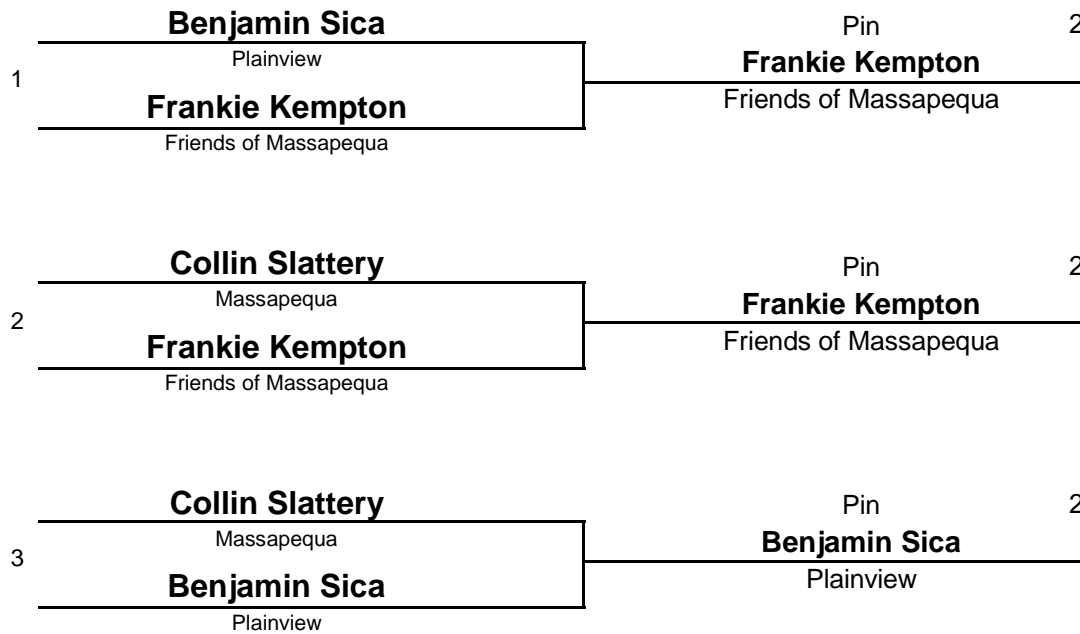 Benjamin Sica
Plainview
1
Frankie Kempton
Friends of Massapequa
Pin 2
Frankie Kempton
Friends of Massapequa
Collin Slattery
Massapequa
2
Frankie Kempton
Friends of Massapequa
Pin 2
Frankie Kempton
Friends of Massapequa
Collin Slattery
Massapequa
3
Benjamin Sica
Plainview
Pin 2
Benjamin Sica
Plainview